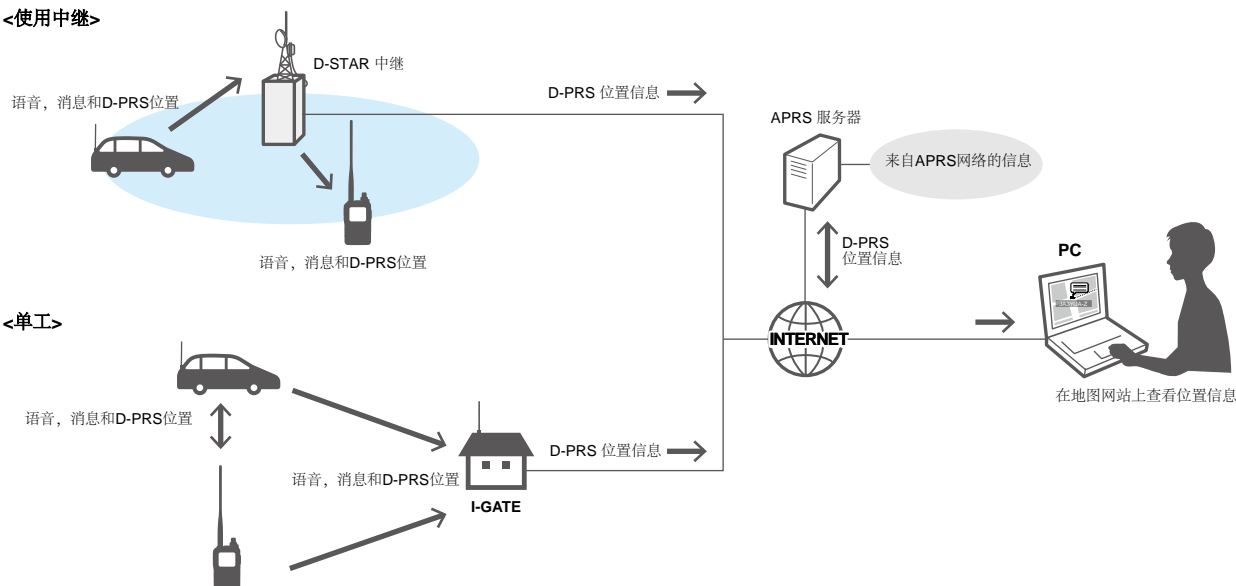 <使用中继>
D-STAR 中继
语音，消息和D-PRS位置
语音，消息和D-PRS位置
D-PRS 位置信息
APRS 服务器
来自APRS网络的信息
D-PRS
位置信息
PC
INTERNET
在地图网站上查看位置信息
<单工>
语音，消息和D-PRS位置
语音，消息和D-PRS位置
I-GATE
D-PRS 位置信息